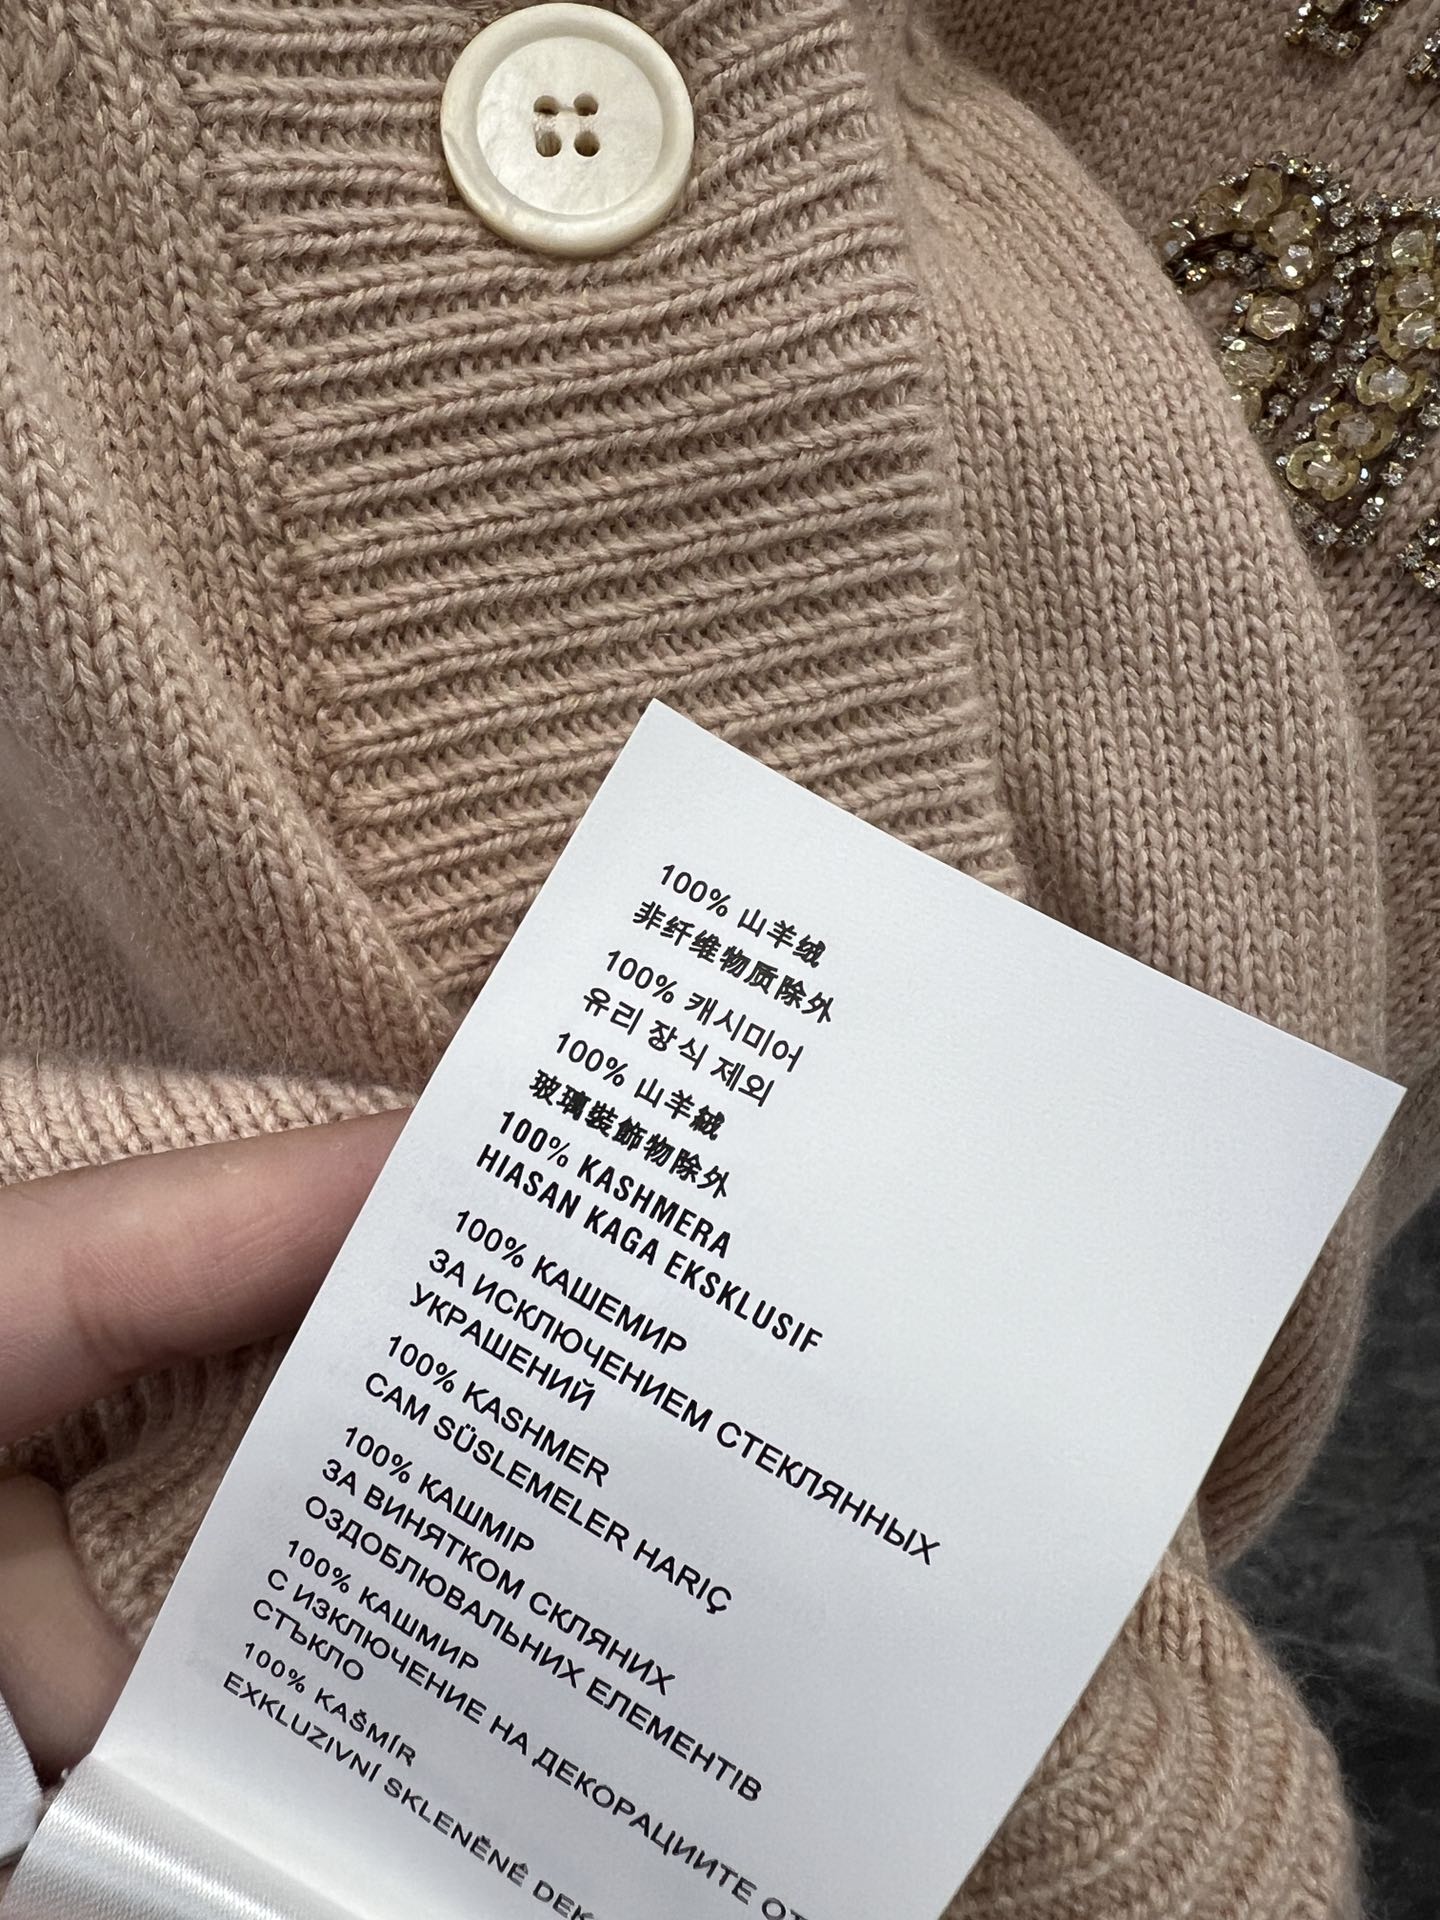 100% 山羊绒
非纤维物质除外
100% 캐시미어
유리 장식 제외
100% 山羊絨
玻璃裝飾物除外
100% KASHMERA
HIASAN KAGA EKSKLUSIF
100% КАШЕМИР
ЗА ИСКЛЮЧЕНИЕМ СТЕКЛЯННЫХ
УКРАШЕНИЙ
100% KASHMER
CAM SÜSLEMELER HARIÇ
100% КАШМІР
ЗА ВИНЯТКОМ СКЛЯНИХ
ОЗДОБЛЮВАЛЬНИХ ЕЛЕМЕНТІВ
100% КАШМИР
С ИЗКЛЮЧЕНИЕ НА ДЕКОРАЦИИТЕ ОТ
СТЪКЛО
100% KAŠMÍR
EXKLUZIVNÍ SKLENĚNÉ